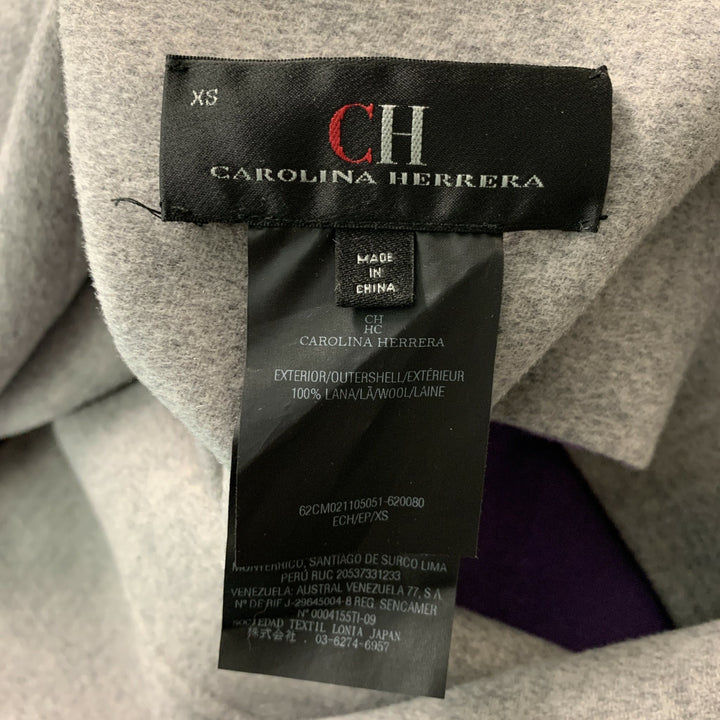 XS
CH
CAROLINA HERRERA
MADE
IN
CHINA
CH
HC
CAROLINA HERRERA
EXTERIOR/OUTERSHELL/EXTÉRIEUR
100% LANA/LÃ/WOOL/LAINE
62CM021105051-620080
ECH/EP/XS
MONTERRICO, SANTIAGO DE SURCO LIMA
PERÚ RUC 20537331233
VENEZUELA: AUSTRAL VENEZUELA 77, S.A.
Nº DE RIF J-29645004-8 REG. SENCAMER
Nº 0004155TI-09
SOCIEDAD TEXTIL LONIA JAPAN
株式会社. 03-6274-6957